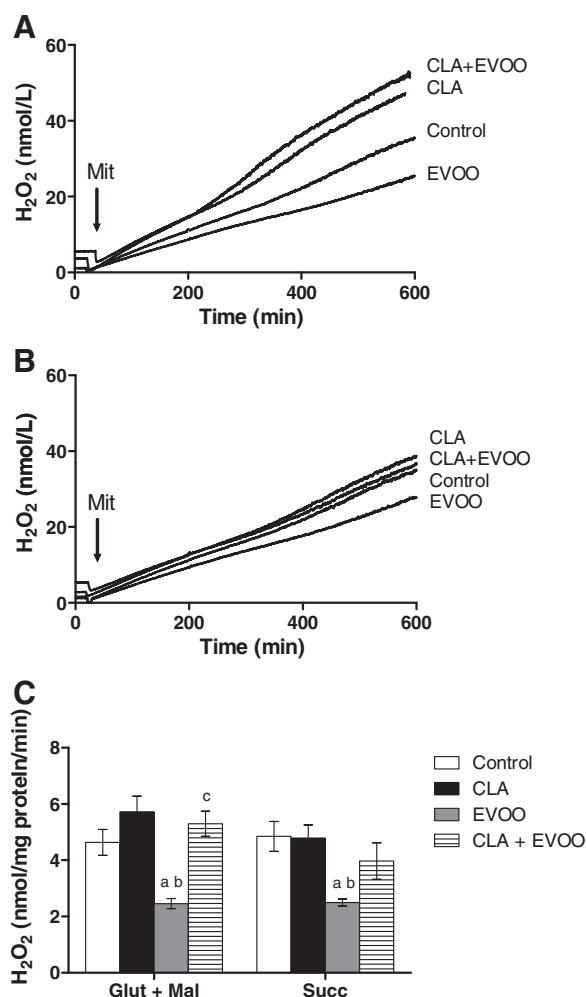 A
H₂O₂ (nmol/L)
60
40
20
0
Mit
CLA+EVOO
CLA
Control
EVOO
0 200 400 600
Time (min)
B
H₂O₂ (nmol/L)
60
40
20
0
Mit
CLA
CLA+EVOO
Control
EVOO
0 200 400 600
Time (min)
C
H₂O₂ (nmol/mg protein/min)
8
6
4
2
0
a b
c
a b
Glut + Mal
Succ
Control
CLA
EVOO
CLA + EVOO